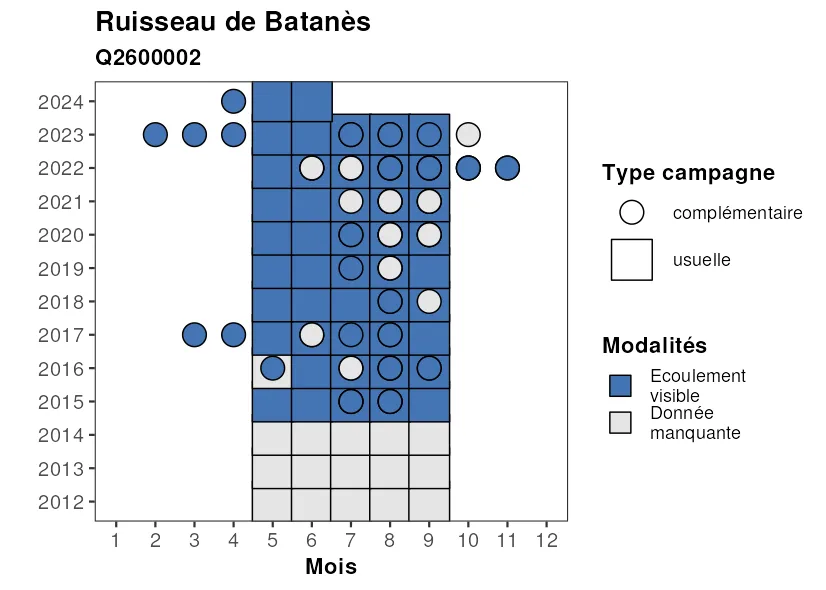 Ruisseau de Batanès
Q2600002
2024
2023
2022
2021
2020
2019
2018
2017
2016
2015
2014
2013
2012
1 2 3 4 5 6 7 8 9 10 11 12
Mois
Type campagne
complémentaire
usuelle
Modalités
Ecoulement
visible
Donnée
manquante